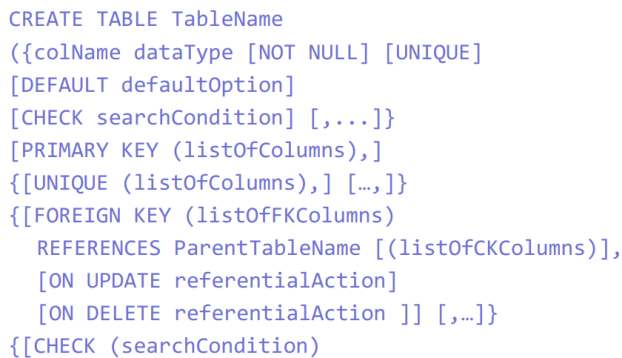 CREATE TABLE TableName
({colName dataType [NOT NULL] [UNIQUE]
[DEFAULT defaultOption]
[CHECK searchCondition] [,...]}
[PRIMARY KEY (listOfColumns),]
{[UNIQUE (listOfColumns),] […,]}
{[FOREIGN KEY (listOfFKColumns)
REFERENCES ParentTableName [(listOfCKColumns)],
[ON UPDATE referentialAction]
[ON DELETE referentialAction ]] [,…]}
{[CHECK (searchCondition)